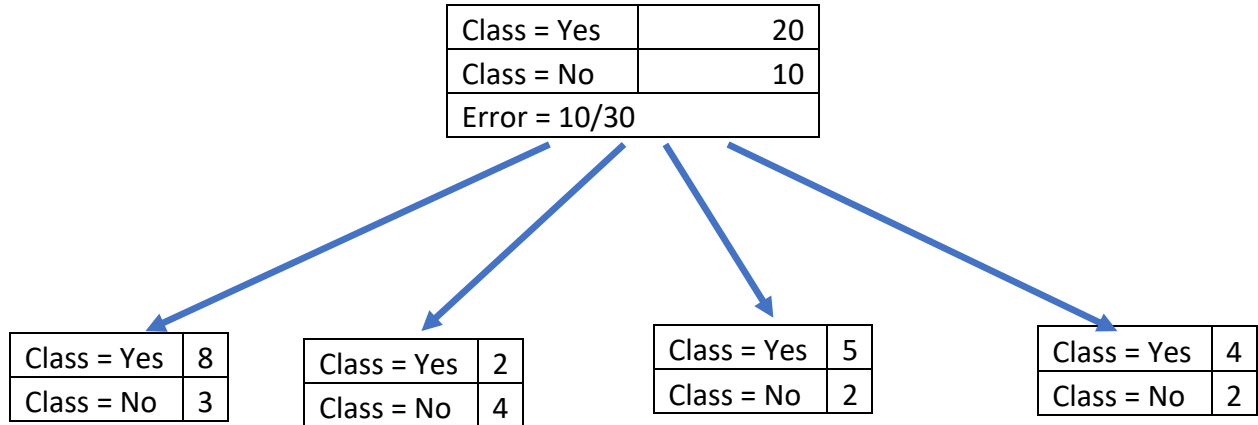 Class = Yes 20
Class = No 10
Error = 10/30
Class = Yes 8
Class = No 3
Class = Yes 2
Class = No 4
Class = Yes 5
Class = No 2
Class = Yes 4
Class = No 2